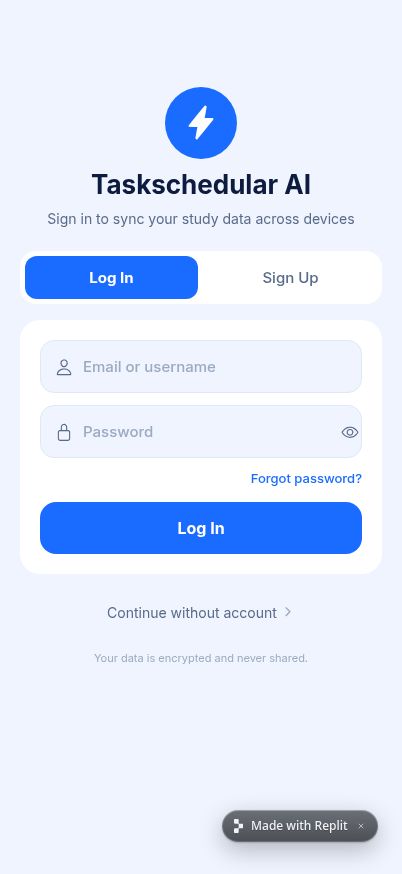 Taskschedular AI
Sign in to sync your study data across devices
Log In
Sign Up
Email or username
Password
Forgot password?
Log In
Continue without account
Your data is encrypted and never shared.
Made with Replit